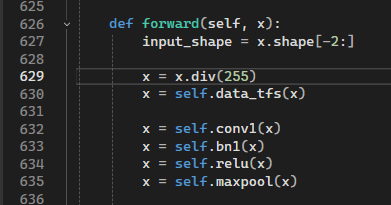 625
626 def forward(self, x):
627 input_shape = x.shape[-2:]
628
629 x = x.div(255)
630 x = self.data_tfs(x)
631
632 x = self.conv1(x)
633 x = self.bn1(x)
634 x = self.relu(x)
635 x = self.maxpool(x)
636